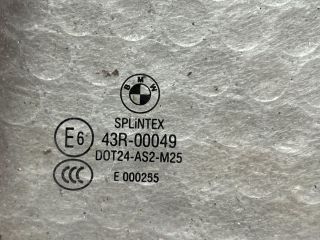 BMW
SPLiNTEX
E6 43R-00049
DOT24-AS2-M25
CCC E 000255